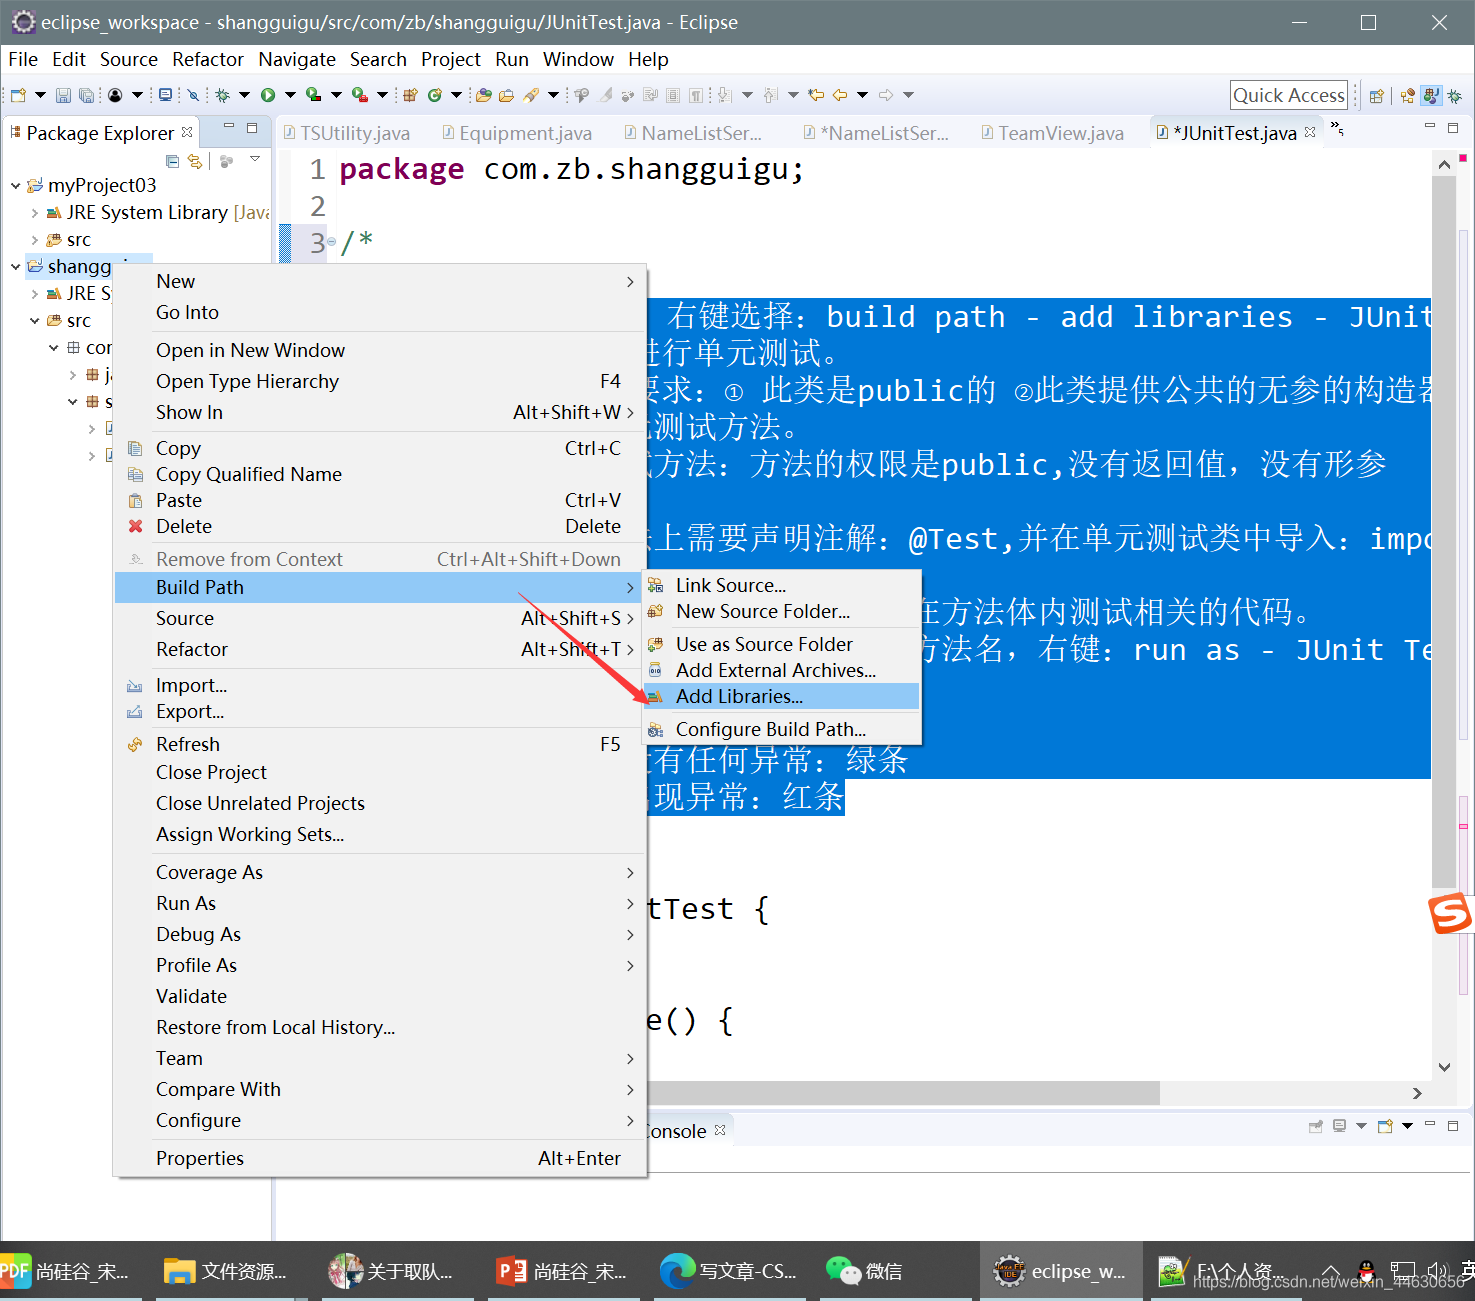 eclipse_workspace - shangguigu/src/com/zb/shangguigu/JUnitTest.java - Eclipse
File Edit Source Refactor Navigate Search Project Run Window Help
Quick Access
Package Explorer
TSUtility.java Equipment.java NameListSer... *NameListSer... TeamView.java *JUnitTest.java »5
myProject03
JRE System Library [Java
src
shangg
JRE S
src
cor
j
s
1 package com.zb.shangguigu;
2
3 /*
右键选择：build path - add libraries - JUnit
进行单元测试。
要求：① 此类是public的 ②此类提供公共的无参的构造器
测试方法。
方法：方法的权限是public,没有返回值，没有形参
上需要声明注解：@Test,并在单元测试类中导入：impo
在方法体内测试相关的代码。
方法名，右键：run as - JUnit Te
有任何异常：绿条
现异常：红条
tTest {
e() {
New
Go Into
Open in New Window
Open Type Hierarchy F4
Show In Alt+Shift+W
Copy Ctrl+C
Copy Qualified Name
Paste Ctrl+V
Delete Delete
Remove from Context Ctrl+Alt+Shift+Down
Build Path
Source Alt+Shift+S
Refactor Alt+Shift+T
Import...
Export...
Refresh F5
Close Project
Close Unrelated Projects
Assign Working Sets...
Coverage As
Run As
Debug As
Profile As
Validate
Restore from Local History...
Team
Compare With
Configure
Properties Alt+Enter
Link Source...
New Source Folder...
Use as Source Folder
Add External Archives...
Add Libraries...
Configure Build Path...
Console
PDF 尚硅谷_宋... 文件资源... 关于取队... 尚硅谷_宋... 写文章-CS... 微信 eclipse_w... F:\个人资... 英
https://blog.csdn.net/weixin_44630656